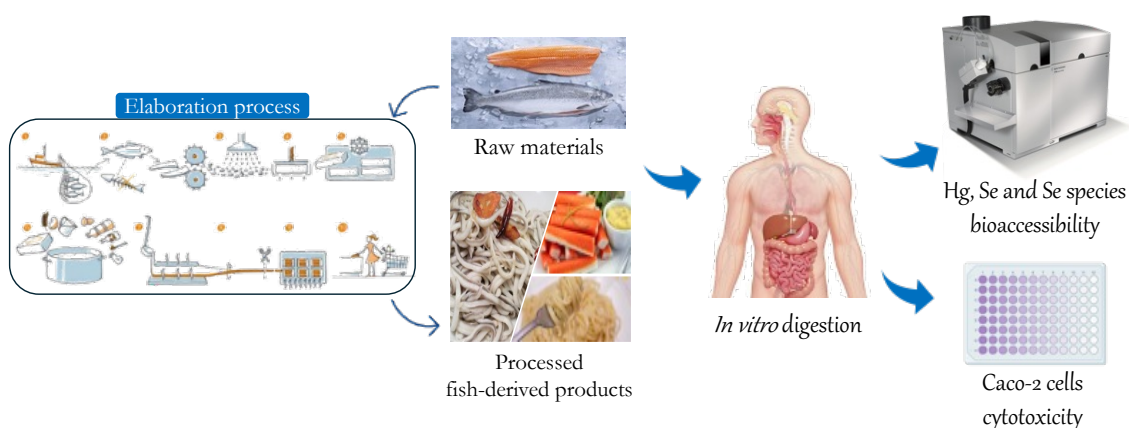 Elaboration process
Raw materials
Processed
fish-derived products
In vitro digestion
Hg, Se and Se species
bioaccessibility
Caco-2 cells
cytotoxicity